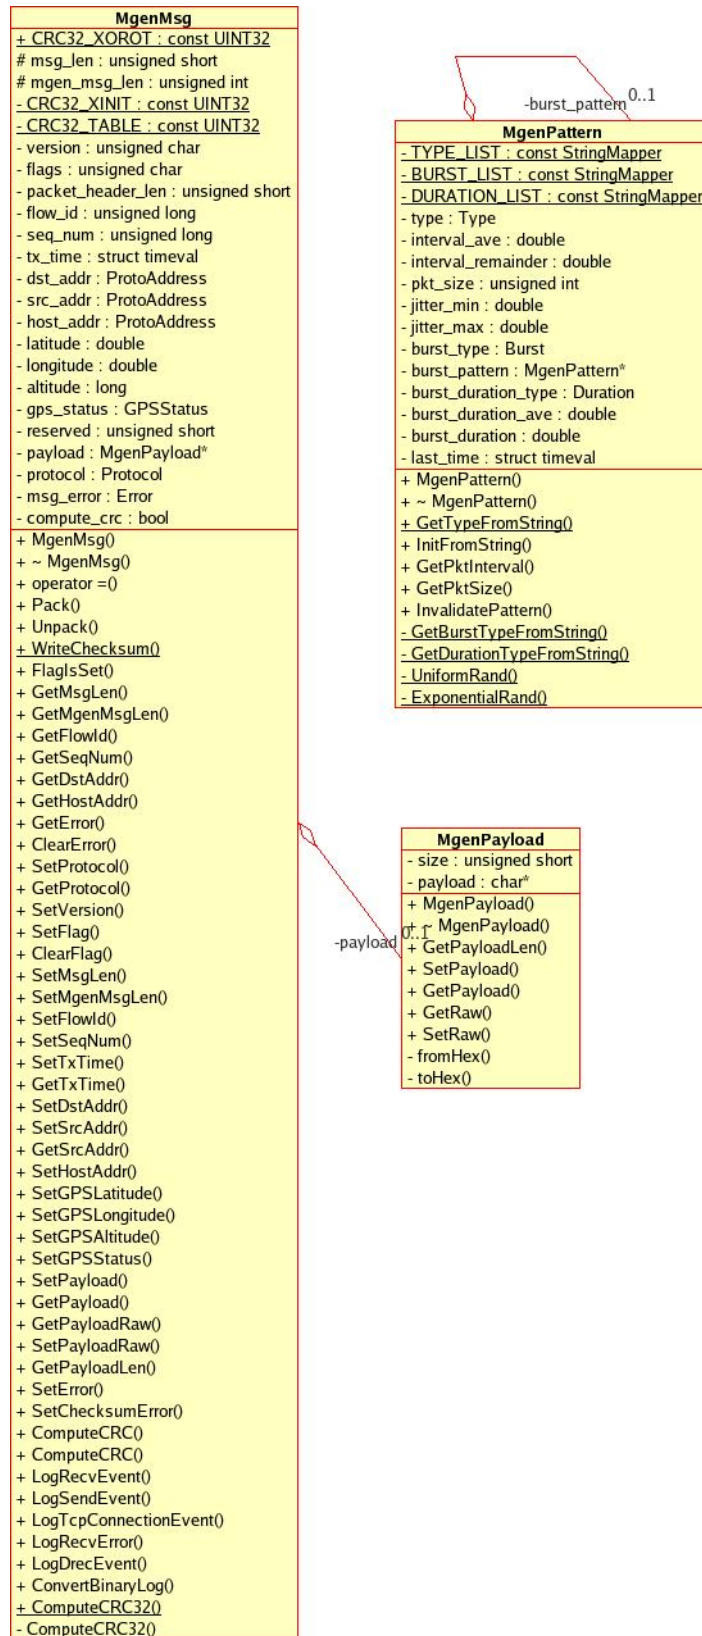 MgenMsg
+ CRC32_XOROT : const UINT32
# msg_len : unsigned short
# mgen_msg_len : unsigned int
- CRC32_XINIT : const UINT32
- CRC32_TABLE : const UINT32
- version : unsigned char
- flags : unsigned char
- packet_header_len : unsigned short
- flow_id : unsigned long
- seq_num : unsigned long
- tx_time : struct timeval
- dst_addr : ProtoAddress
- src_addr : ProtoAddress
- host_addr : ProtoAddress
- latitude : double
- longitude : double
- altitude : long
- gps_status : GPSStatus
- reserved : unsigned short
- payload : MgenPayload*
- protocol : Protocol
- msg_error : Error
- compute_crc : bool
+ MgenMsg()
+ ~ MgenMsg()
+ operator =()
+ Pack()
+ Unpack()
+ WriteChecksum()
+ FlagIsSet()
+ GetMsgLen()
+ GetMgenMsgLen()
+ GetFlowId()
+ GetSeqNum()
+ GetDstAddr()
+ GetHostAddr()
+ GetError()
+ ClearError()
+ SetProtocol()
+ GetProtocol()
+ SetVersion()
+ SetFlag()
+ ClearFlag()
+ SetMsgLen()
+ SetMgenMsgLen()
+ SetFlowId()
+ SetSeqNum()
+ SetTxTime()
+ GetTxTime()
+ SetDstAddr()
+ SetSrcAddr()
+ GetSrcAddr()
+ SetHostAddr()
+ SetGPSLatitude()
+ SetGPSLongitude()
+ SetGPSAltitude()
+ SetGPSStatus()
+ SetPayload()
+ GetPayload()
+ GetPayloadRaw()
+ SetPayloadRaw()
+ GetPayloadLen()
+ SetError()
+ SetChecksumError()
+ ComputeCRC()
+ ComputeCRC()
+ LogRecvEvent()
+ LogSendEvent()
+ LogTcpConnectionEvent()
+ LogRecvError()
+ LogDrecEvent()
+ ConvertBinaryLog()
+ ComputeCRC32()
- ComputeCRC32()
-burst_pattern 0..1
MgenPattern
- TYPE_LIST : const StringMapper
- BURST_LIST : const StringMapper
- DURATION_LIST : const StringMapper
- type : Type
- interval_ave : double
- interval_remainder : double
- pkt_size : unsigned int
- jitter_min : double
- jitter_max : double
- burst_type : Burst
- burst_pattern : MgenPattern*
- burst_duration_type : Duration
- burst_duration_ave : double
- burst_duration : double
- last_time : struct timeval
+ MgenPattern()
+ ~ MgenPattern()
+ GetTypeFromString()
+ InitFromString()
+ GetPktInterval()
+ GetPktSize()
+ InvalidatePattern()
- GetBurstTypeFromString()
- GetDurationTypeFromString()
- UniformRand()
- ExponentialRand()
-payload 0..1
MgenPayload
- size : unsigned short
- payload : char*
+ MgenPayload()
+ ~ MgenPayload()
+ GetPayloadLen()
+ SetPayload()
+ GetPayload()
+ GetRaw()
+ SetRaw()
- fromHex()
- toHex()